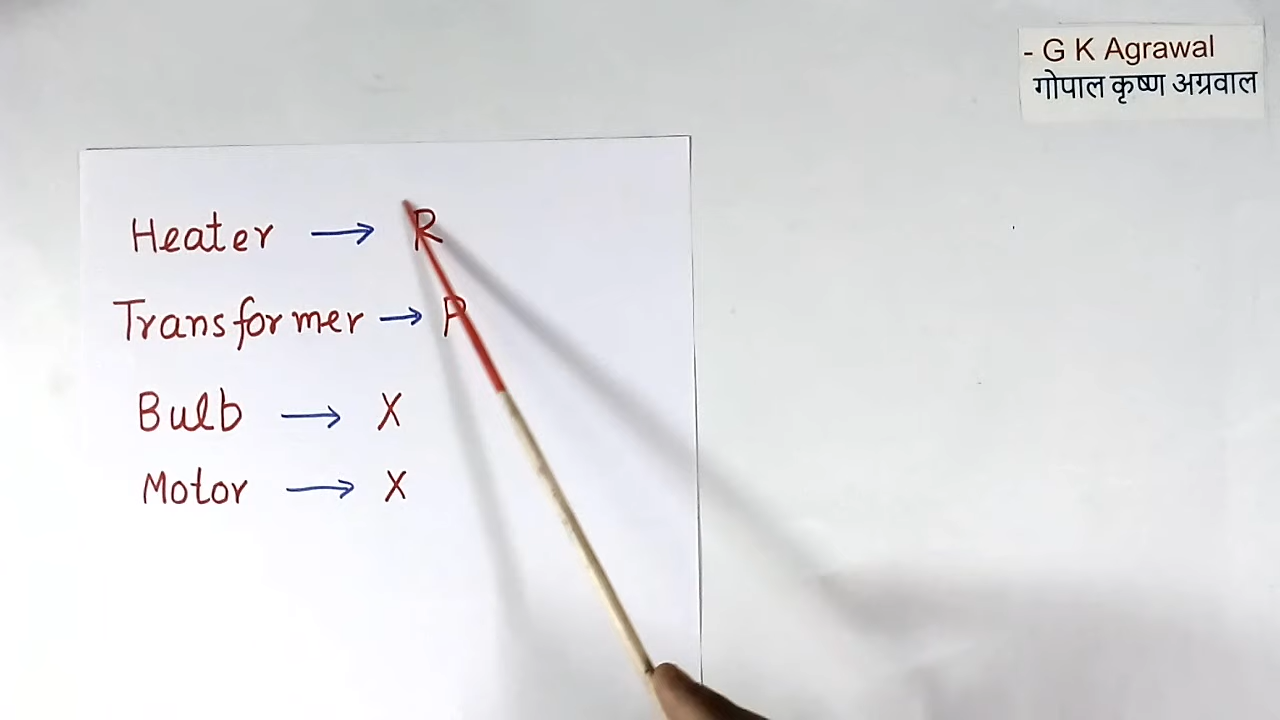 - G K Agrawal
गोपाल कृष्ण अग्रवाल
Heater → R
Transformer → P
Bulb → X
Motor → X